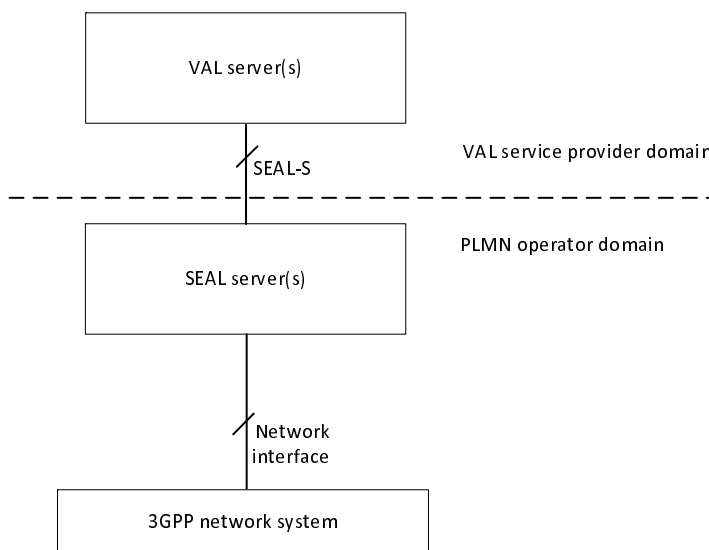 VAL server(s)
VAL service provider domain
SEAL-S
PLMN operator domain
SEAL server(s)
Network
interface
3GPP network system